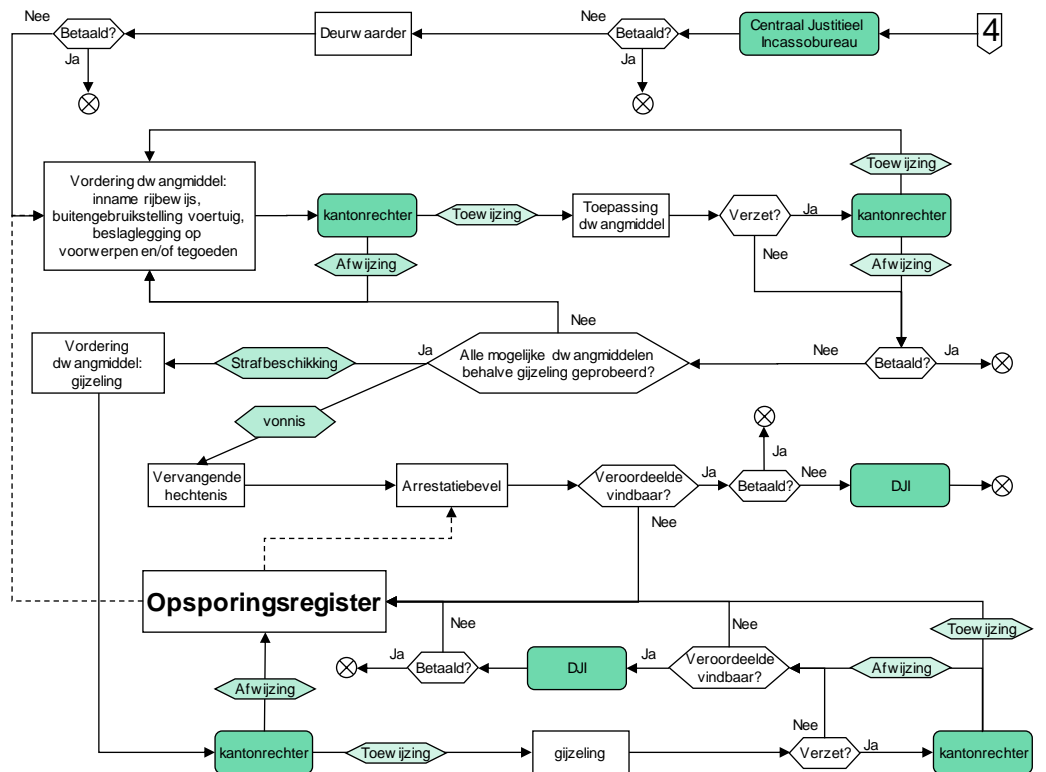 Nee
Betaald?
Ja
Deurwaarder
Nee
Betaald?
Ja
Centraal Justitieel
Incassobureau
4
Vordering dwangmiddel:
inname rijbewijs,
buitengebruikstelling voertuig,
beslaglegging op
voorwerpen en/of tegoeden
kantonrechter
Toewijzing
Afwijzing
Toepassing
dwangmiddel
Verzet?
Ja
Nee
Toewijzing
kantonrechter
Afwijzing
Vordering
dwangmiddel:
gijzeling
Strafbeschikking
Ja
Nee
Alle mogelijke dwangmiddelen
behalve gijzeling geprobeerd?
Nee
Betaald?
Ja
vonnis
Vervangende
hechtenis
Arrestatiebevel
Veroordeelde
vindbaar?
Ja
Nee
Betaald?
Ja
Nee
DJI
Opsporingsregister
Nee
Nee
Toewijzing
Ja
Betaald?
DJI
Ja
Veroordeelde
vindbaar?
Afwijzing
Afwijzing
kantonrechter
Toewijzing
gijzeling
Nee
Verzet?
Ja
kantonrechter